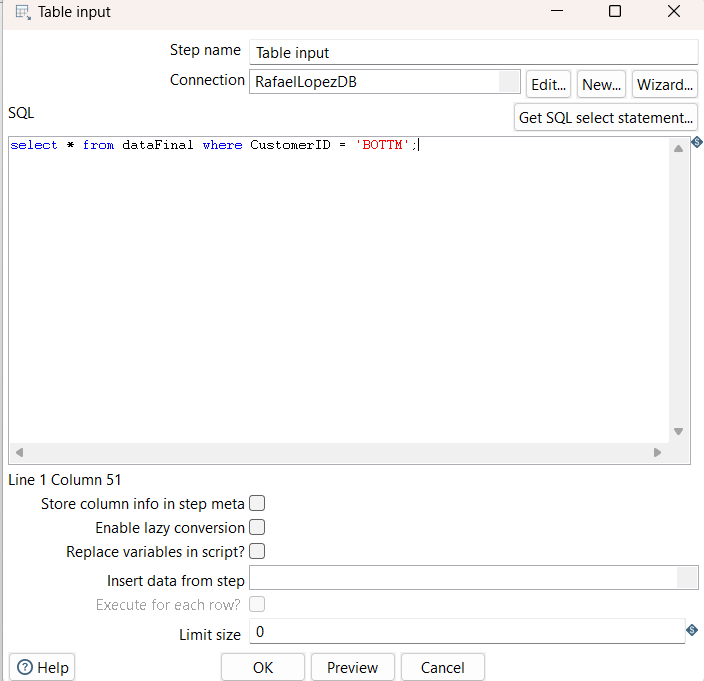 Table input
Step name Table input
Connection RafaelLopezDB Edit... New... Wizard...
SQL Get SQL select statement...
select * from dataFinal where CustomerID = 'BOTTM';
Line 1 Column 51
Store column info in step meta
Enable lazy conversion
Replace variables in script?
Insert data from step
Execute for each row?
Limit size 0
Help OK Preview Cancel